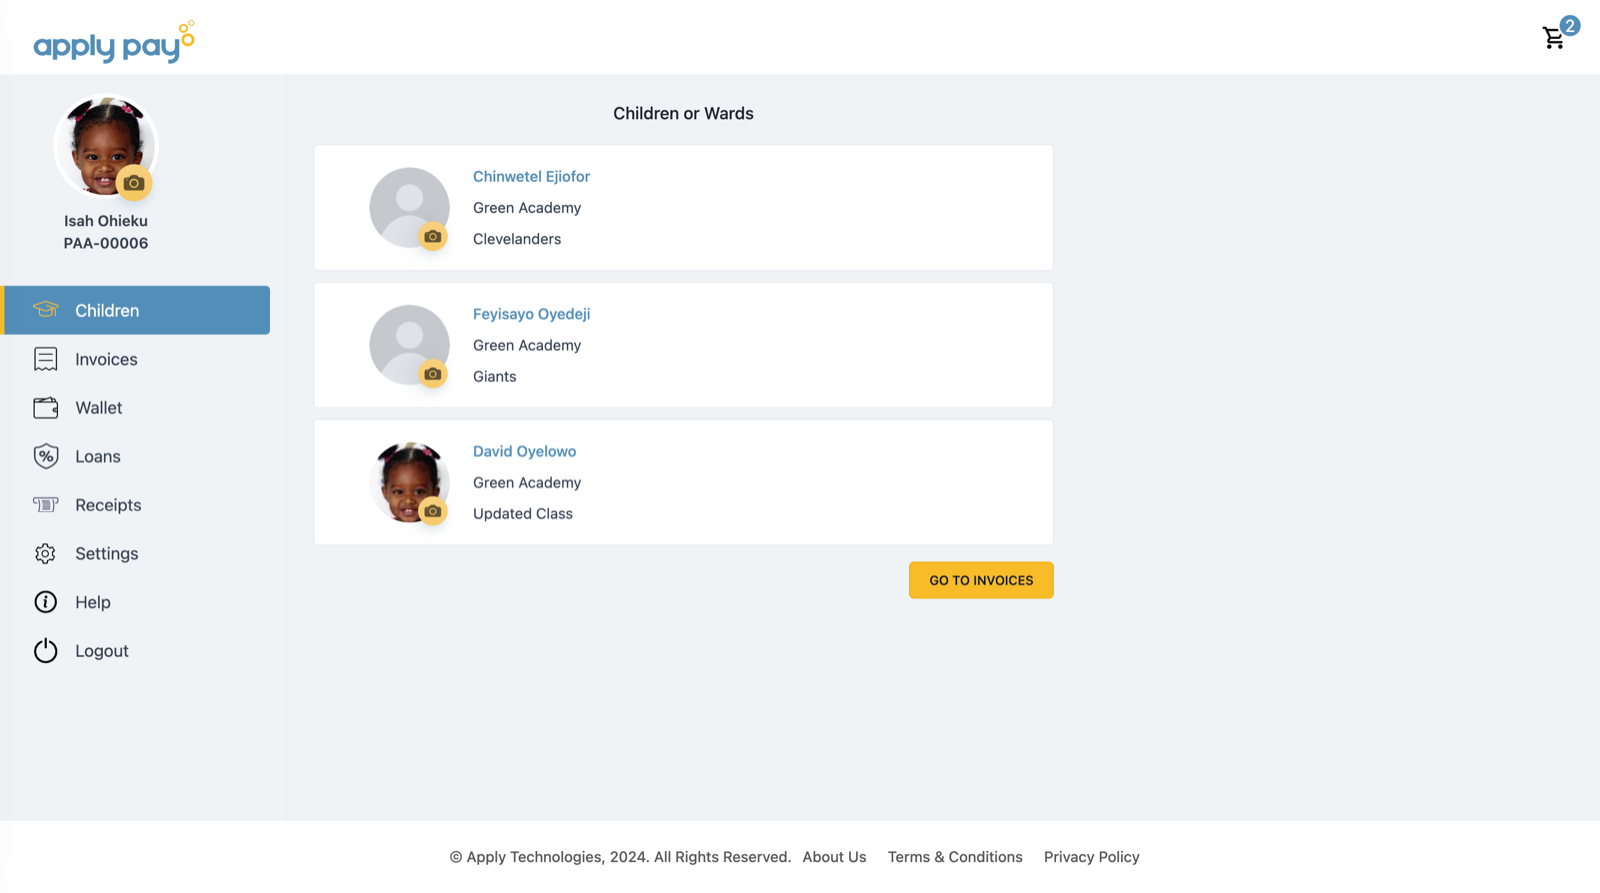 apply pay
2
Isah Ohieku
PAA-00006
Children
Invoices
Wallet
Loans
Receipts
Settings
Help
Logout
Children or Wards
Chinwetel Ejiofor
Green Academy
Clevelanders
Feyisayo Oyedeji
Green Academy
Giants
David Oyelowo
Green Academy
Updated Class
GO TO INVOICES
© Apply Technologies, 2024. All Rights Reserved. About Us Terms & Conditions Privacy Policy